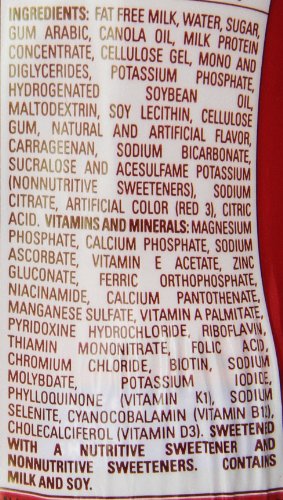 INGREDIENTS: FAT FREE MILK, WATER, SUGAR,
GUM ARABIC, CANOLA OIL, MILK PROTEIN
CONCENTRATE, CELLULOSE GEL, MONO AND
DIGLYCERIDES, POTASSIUM PHOSPHATE,
HYDROGENATED SOYBEAN OIL,
MALTODEXTRIN, SOY LECITHIN, CELLULOSE
GUM, NATURAL AND ARTIFICIAL FLAVOR,
CARRAGEENAN, SODIUM BICARBONATE,
SUCRALOSE AND ACESULFAME POTASSIUM
(NONNUTRITIVE SWEETENERS), SODIUM
CITRATE, ARTIFICIAL COLOR (RED 3), CITRIC
ACID. VITAMINS AND MINERALS: MAGNESIUM
PHOSPHATE, CALCIUM PHOSPHATE, SODIUM
ASCORBATE, VITAMIN E ACETATE, ZINC
GLUCONATE, FERRIC ORTHOPHOSPHATE,
NIACINAMIDE, CALCIUM PANTOTHENATE,
MANGANESE SULFATE, VITAMIN A PALMITATE,
PYRIDOXINE HYDROCHLORIDE, RIBOFLAVIN,
THIAMIN MONONITRATE, FOLIC ACID,
CHROMIUM CHLORIDE, BIOTIN, SODIUM
MOLYBDATE, POTASSIUM IODIDE,
PHYLLOQUINONE (VITAMIN K1), SODIUM
SELENITE, CYANOCOBALAMIN (VITAMIN B12),
CHOLECALCIFEROL (VITAMIN D3). SWEETENED
WITH A NUTRITIVE SWEETENER AND
NONNUTRITIVE SWEETENERS. CONTAINS
MILK AND SOY.